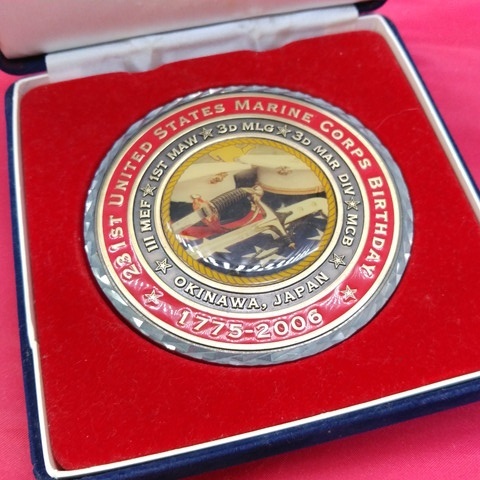 231ST UNITED STATES MARINE CORPS BIRTHDAY
1775-2006
III MEF ★ 1ST MAW ★ 3D MLG ★ 3D MAR DIV ★ MCB
OKINAWA, JAPAN